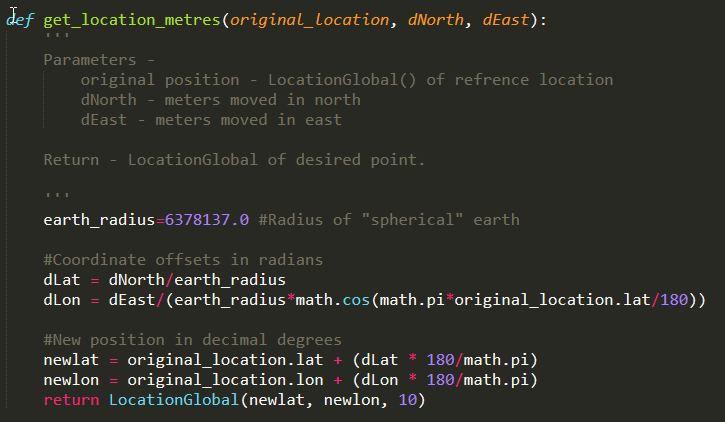 def get_location_metres(original_location, dNorth, dEast):
'''
Parameters -
original position - LocationGlobal() of refrence location
dNorth - meters moved in north
dEast - meters moved in east
Return - LocationGlobal of desired point.
'''
earth_radius=6378137.0 #Radius of "spherical" earth
#Coordinate offsets in radians
dLat = dNorth/earth_radius
dLon = dEast/(earth_radius*math.cos(math.pi*original_location.lat/180))
#New position in decimal degrees
newlat = original_location.lat + (dLat * 180/math.pi)
newlon = original_location.lon + (dLon * 180/math.pi)
return LocationGlobal(newlat, newlon, 10)